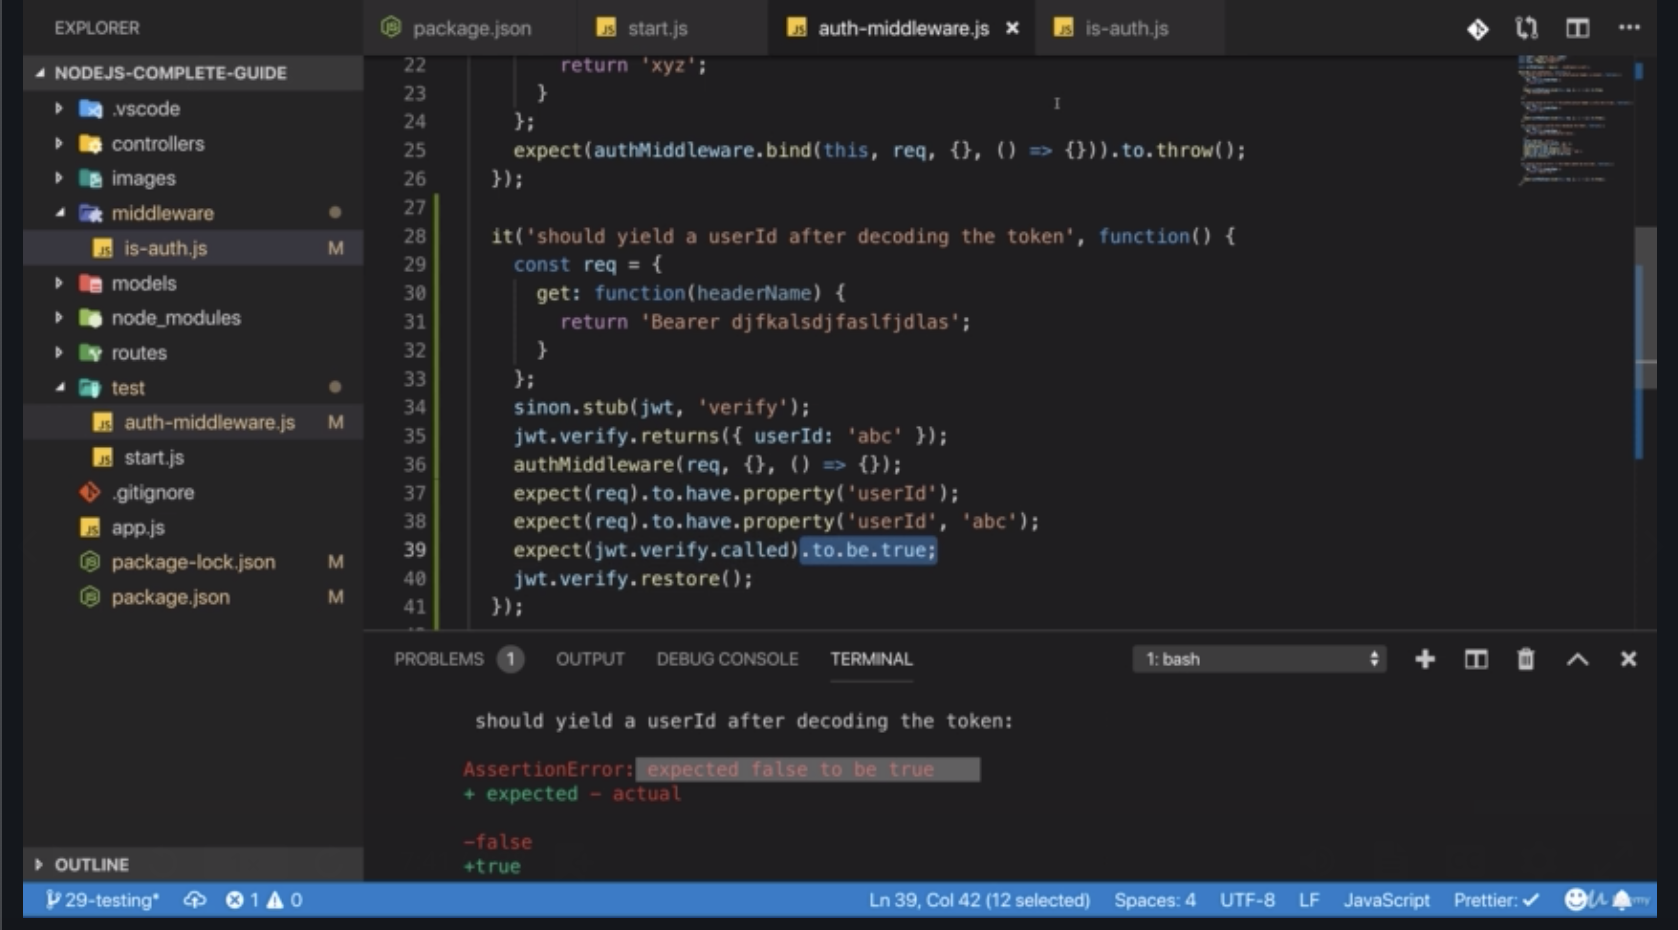 EXPLORER
NODEJS-COMPLETE-GUIDE
.vscode
controllers
images
middleware
is-auth.js M
models
node_modules
routes
test
auth-middleware.js M
start.js
.gitignore
app.js
package-lock.json M
package.json M
OUTLINE
package.json start.js auth-middleware.js is-auth.js
22 return 'xyz';
23 }
24 };
25 expect(authMiddleware.bind(this, req, {}, () => {})).to.throw();
26 });
27
28 it('should yield a userId after decoding the token', function() {
29 const req = {
30 get: function(headerName) {
31 return 'Bearer djfkalsdjfaslfjdlas';
32 }
33 };
34 sinon.stub(jwt, 'verify');
35 jwt.verify.returns({ userId: 'abc' });
36 authMiddleware(req, {}, () => {});
37 expect(req).to.have.property('userId');
38 expect(req).to.have.property('userId', 'abc');
39 expect(jwt.verify.called).to.be.true;
40 jwt.verify.restore();
41 });
PROBLEMS 1 OUTPUT DEBUG CONSOLE TERMINAL 1: bash
should yield a userId after decoding the token:
AssertionError: expected false to be true
+ expected - actual
-false
+true
29-testing* 1 0 Ln 39, Col 42 (12 selected) Spaces: 4 UTF-8 LF JavaScript Prettier: ✓